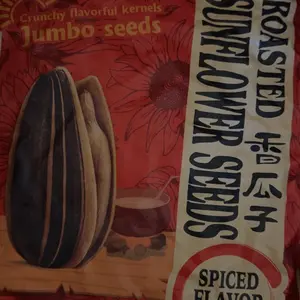 Crunchy flavorful kernels
Jumbo seeds
ROASTED 香瓜子
SUNFLOWER SEEDS
SPICED
FLAVOR